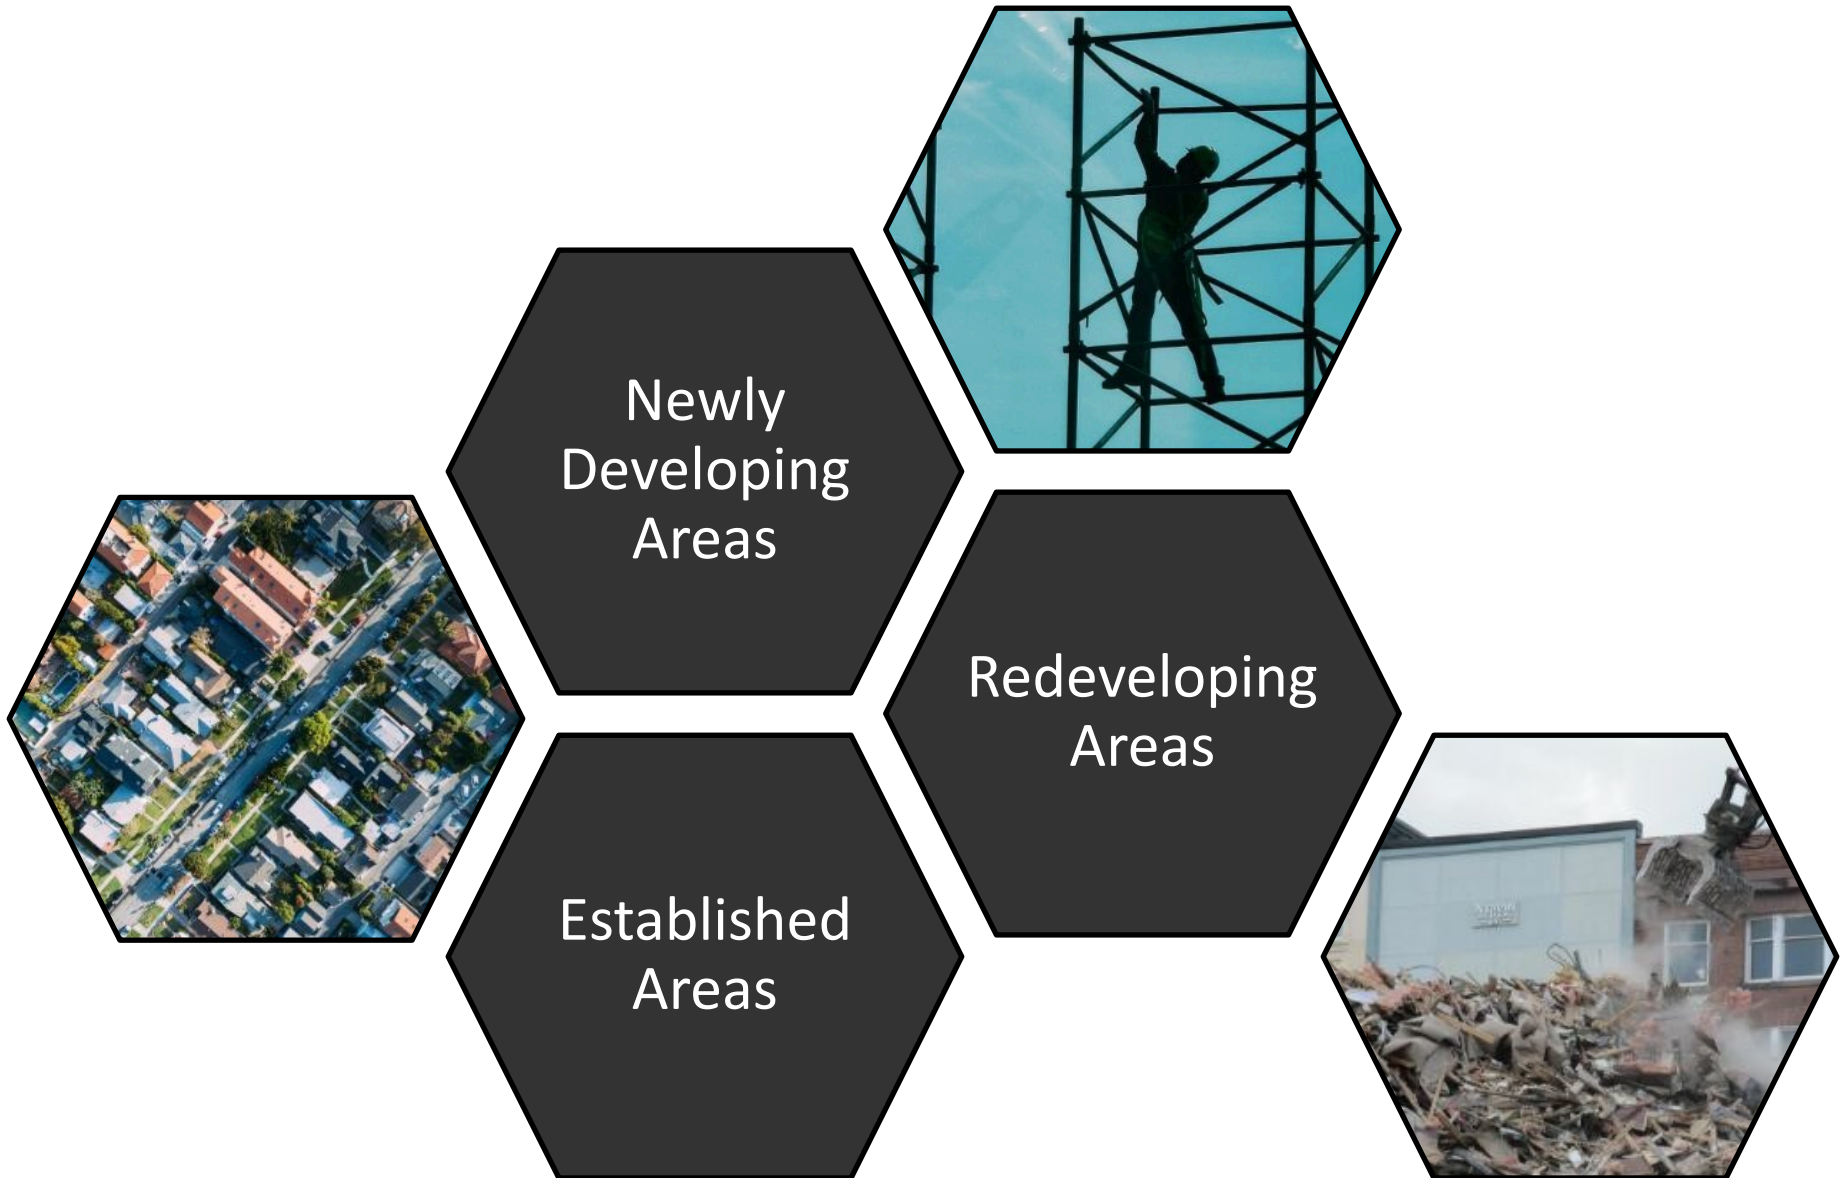 Newly
Developing
Areas
Redeveloping
Areas
Established
Areas